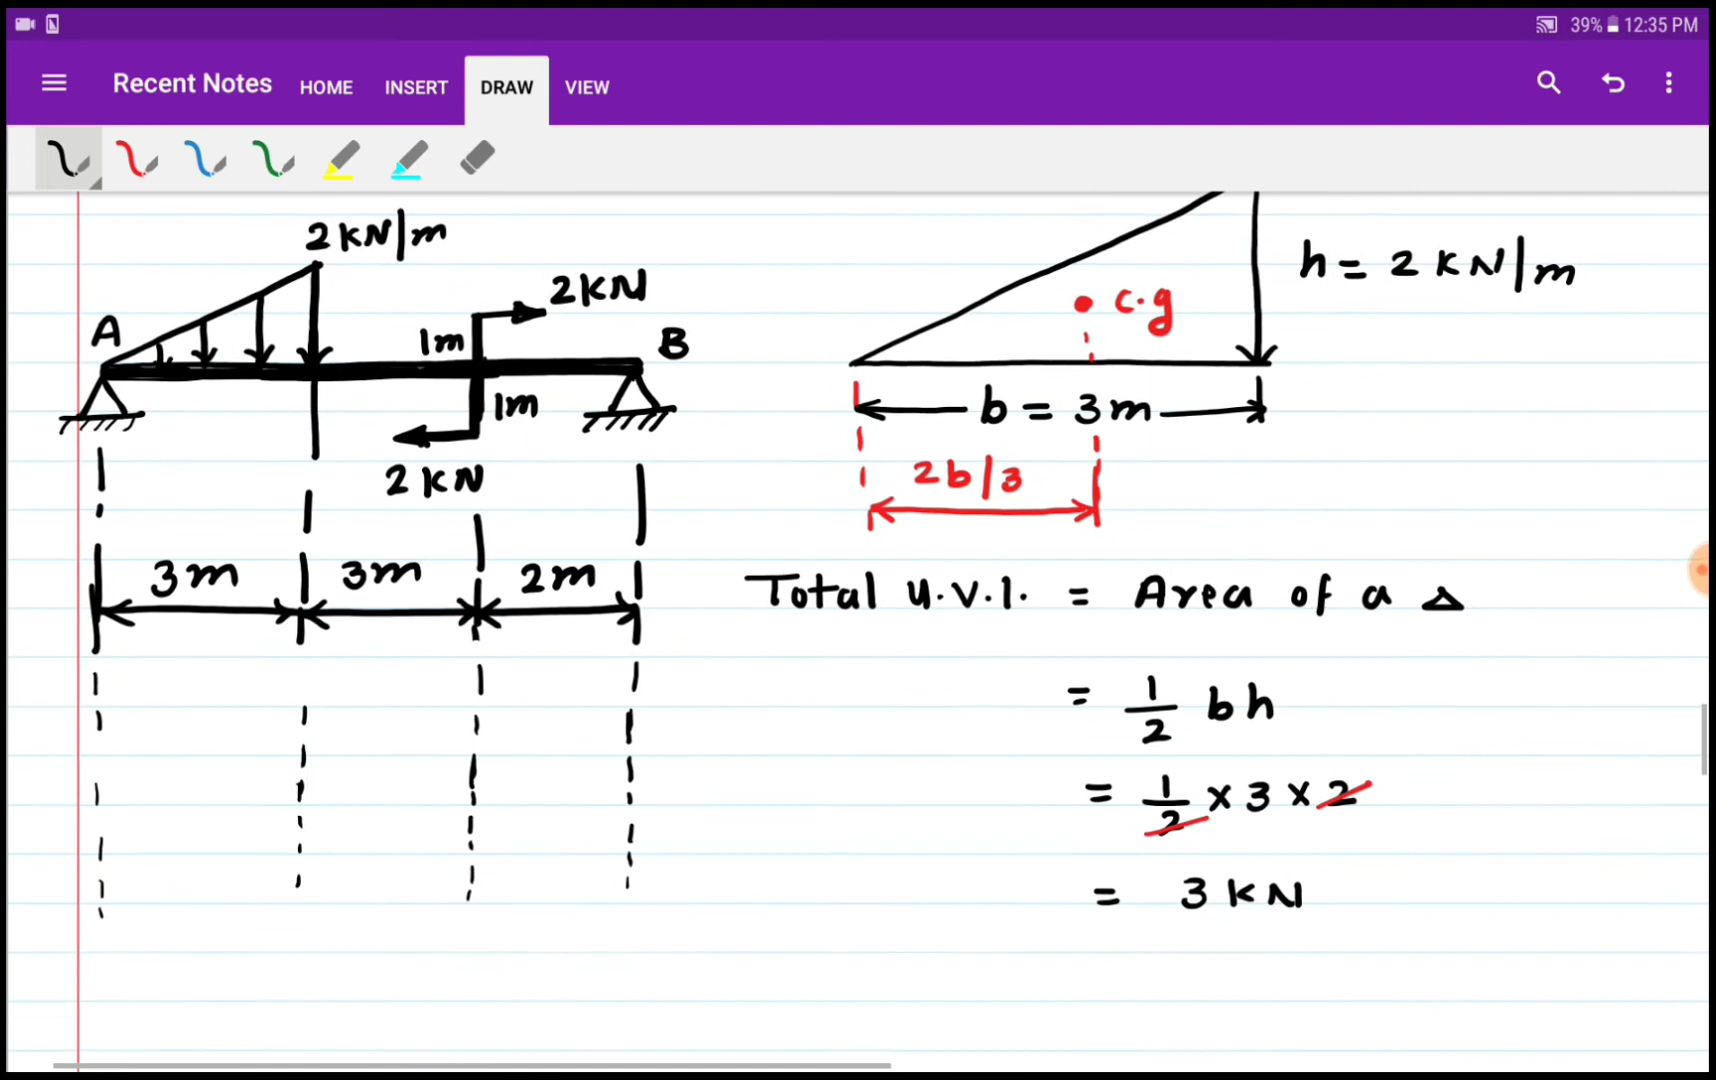 39% 12:35 PM
Recent Notes HOME INSERT DRAW VIEW
2 KN/m
2 KN
A
1m
B
1m
2 KN
3m 3m 2m
h = 2 KN/m
c.g
b = 3m
2b/3
Total u.v.l. = Area of a △
= 1/2 bh
= 1/2 × 3 × 2
= 3 KN